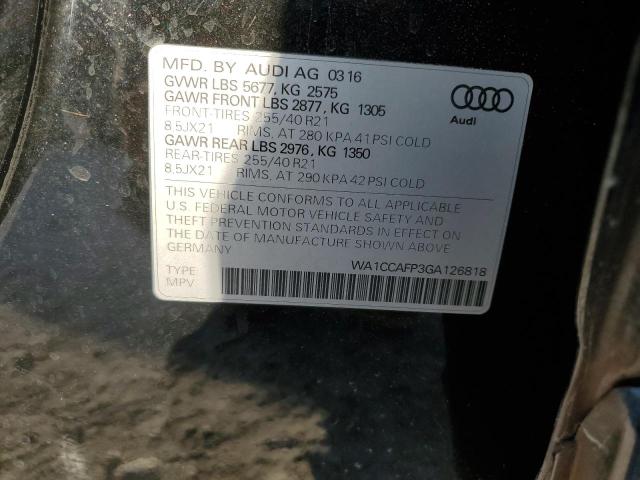 MFD. BY AUDI AG 03 16
GVWR LBS 5677, KG 2575
GAWR FRONT LBS 2877, KG 1305
FRONT-TIRES 255/40 R21
8,5JX21 RIMS, AT 280 KPA 41 PSI COLD
GAWR REAR LBS 2976, KG 1350
REAR-TIRES 255/40 R21
8,5JX21 RIMS, AT 290 KPA 42 PSI COLD
Audi
THIS VEHICLE CONFORMS TO ALL APPLICABLE
U.S. FEDERAL MOTOR VEHICLE SAFETY AND
THEFT PREVENTION STANDARDS IN EFFECT ON
THE DATE OF MANUFACTURE SHOWN ABOVE.
GERMANY
WA1CCAFP3GA126818
TYPE
MPV